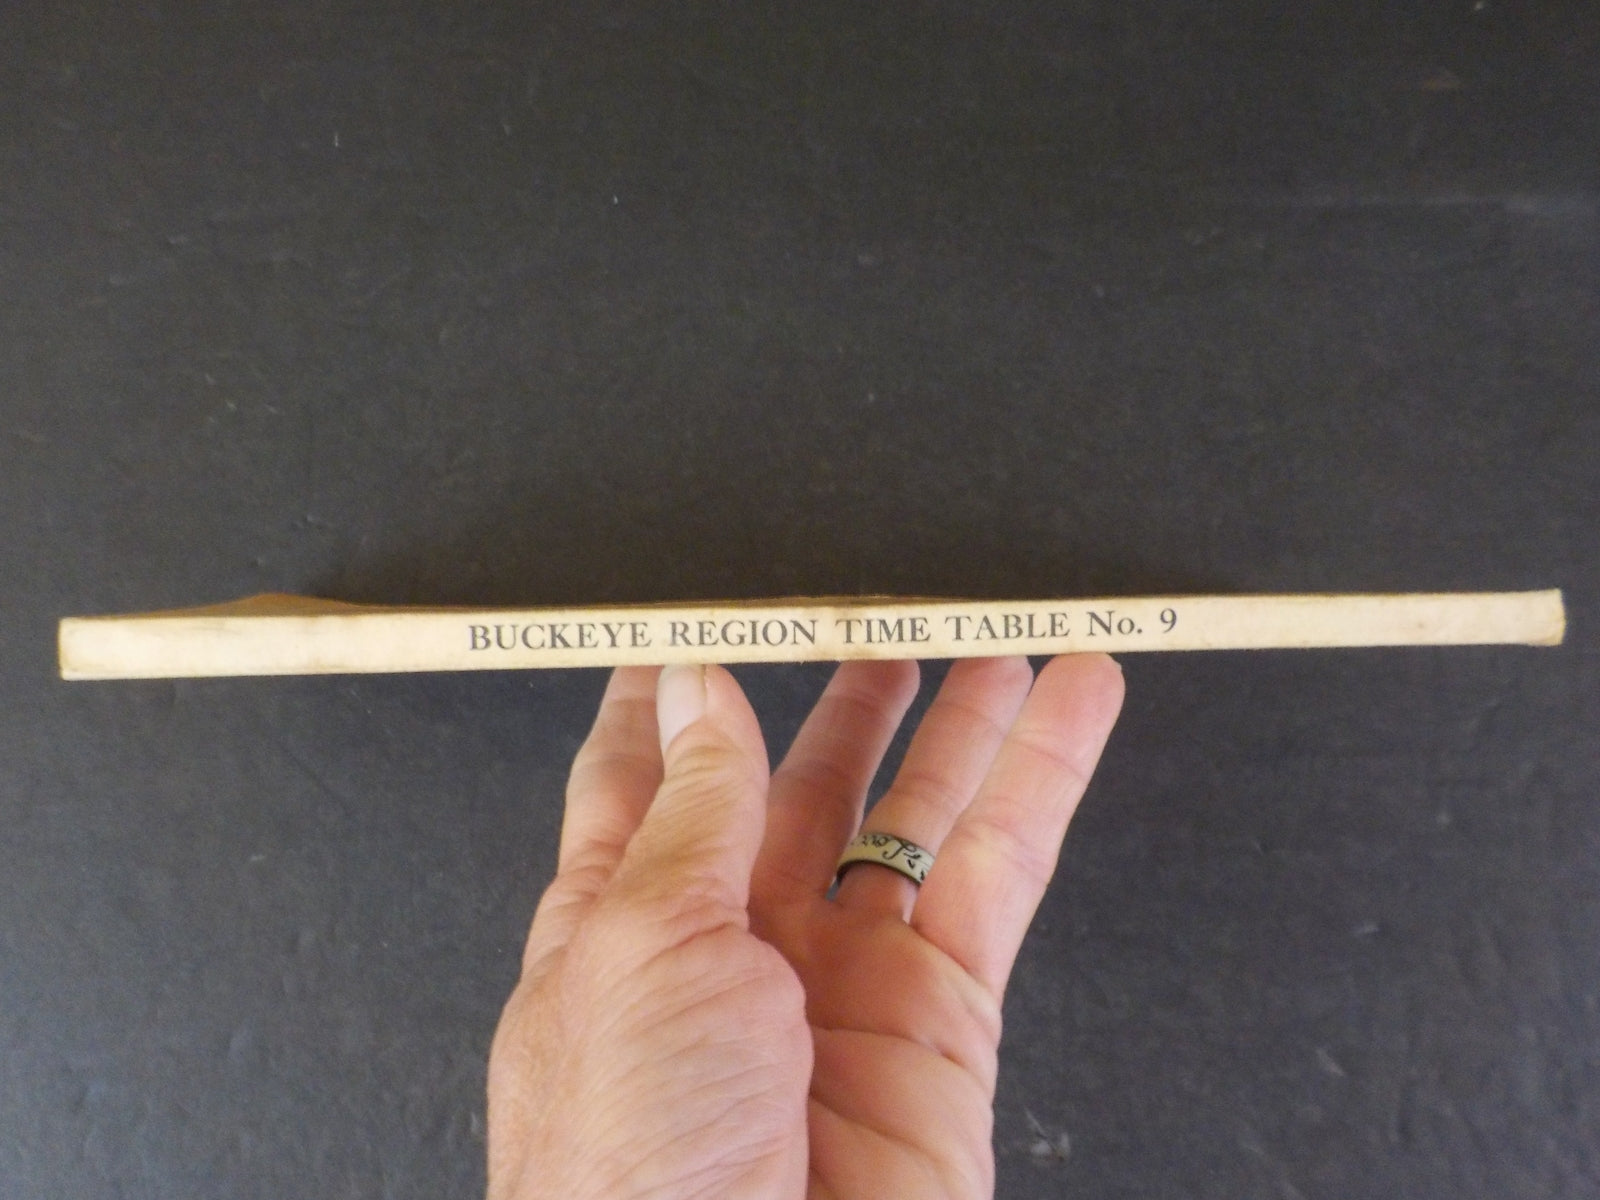 BUCKEYE REGION TIME TABLE No. 9